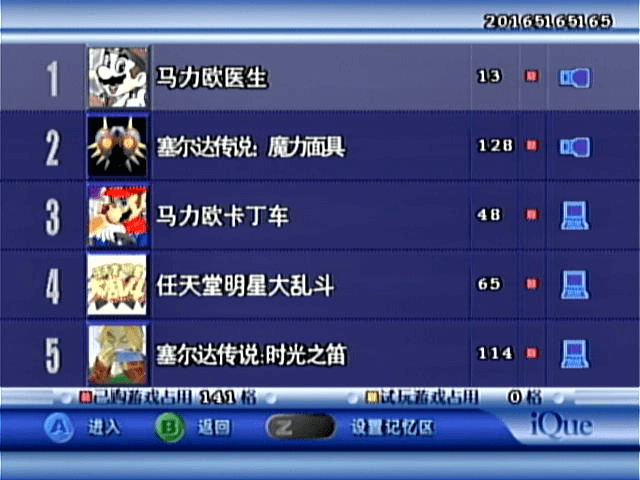 20165165165
1 马力欧医生 13
2 塞尔达传说: 魔力面具 128
3 马力欧卡丁车 48
4 任天堂明星大乱斗 65
5 塞尔达传说:时光之笛 114
已购游戏占用 141 格 试玩游戏占用 0 格
A 进入 B 返回 Z 设置记忆区 iQue